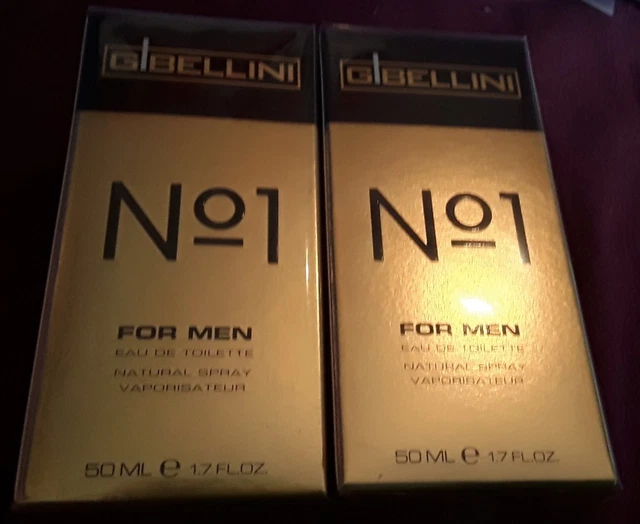 G.BELLINI
No1
FOR MEN
EAU DE TOILETTE
NATURAL SPRAY
VAPORISATEUR
50 ML ℮ 1.7 FL.OZ.
G.BELLINI
No1
FOR MEN
EAU DE TOILETTE
NATURAL SPRAY
VAPORISATEUR
50 ML ℮ 1.7 FL.OZ.